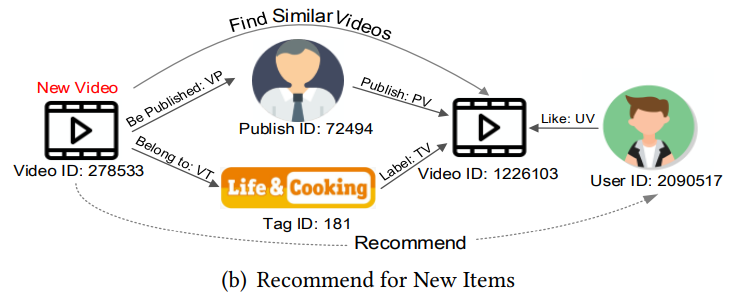 Find Similar Videos
New Video
Be Published: VP
Publish: PV
Publish ID: 72494
Like: UV
Video ID: 278533
Belong to: VT
Life & Cooking
Label: TV
Video ID: 1226103
User ID: 2090517
Tag ID: 181
Recommend
(b) Recommend for New Items